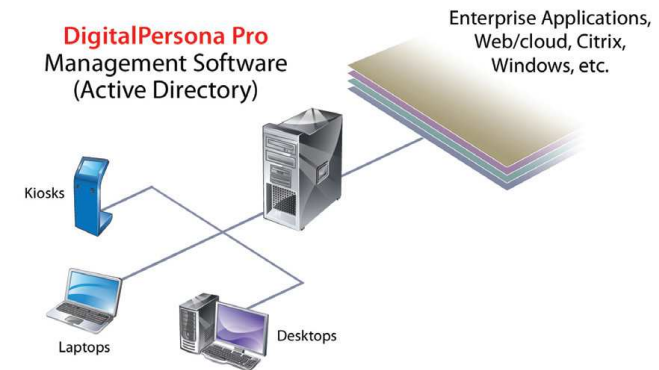 DigitalPersona Pro
Management Software
(Active Directory)
Enterprise Applications,
Web/cloud, Citrix,
Windows, etc.
Kiosks
Laptops
Desktops